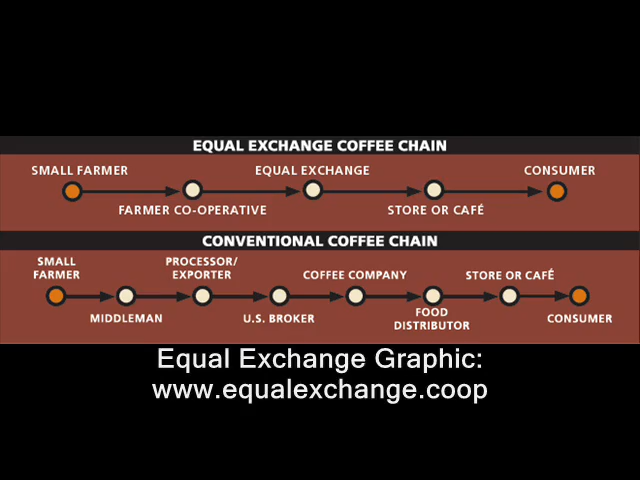 EQUAL EXCHANGE COFFEE CHAIN
SMALL FARMER
EQUAL EXCHANGE
CONSUMER
FARMER CO-OPERATIVE
STORE OR CAFÉ
CONVENTIONAL COFFEE CHAIN
SMALL
FARMER
PROCESSOR/
EXPORTER
COFFEE COMPANY
STORE OR CAFÉ
MIDDLEMAN
U.S. BROKER
FOOD
DISTRIBUTOR
CONSUMER
Equal Exchange Graphic:
www.equalexchange.coop